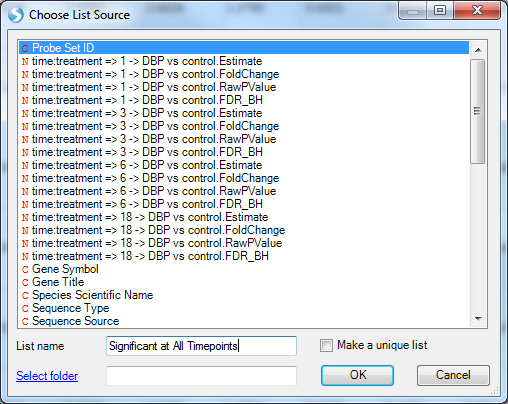 Choose List Source
C Probe Set ID
N time:treatment => 1 -> DBP vs control.Estimate
N time:treatment => 1 -> DBP vs control.FoldChange
N time:treatment => 1 -> DBP vs control.RawPValue
N time:treatment => 1 -> DBP vs control.FDR_BH
N time:treatment => 3 -> DBP vs control.Estimate
N time:treatment => 3 -> DBP vs control.FoldChange
N time:treatment => 3 -> DBP vs control.RawPValue
N time:treatment => 3 -> DBP vs control.FDR_BH
N time:treatment => 6 -> DBP vs control.Estimate
N time:treatment => 6 -> DBP vs control.FoldChange
N time:treatment => 6 -> DBP vs control.RawPValue
N time:treatment => 6 -> DBP vs control.FDR_BH
N time:treatment => 18 -> DBP vs control.Estimate
N time:treatment => 18 -> DBP vs control.FoldChange
N time:treatment => 18 -> DBP vs control.RawPValue
N time:treatment => 18 -> DBP vs control.FDR_BH
C Gene Symbol
C Gene Title
C Species Scientific Name
C Sequence Type
C Sequence Source
List name Significant at All Timepoints Make a unique list
Select folder OK Cancel